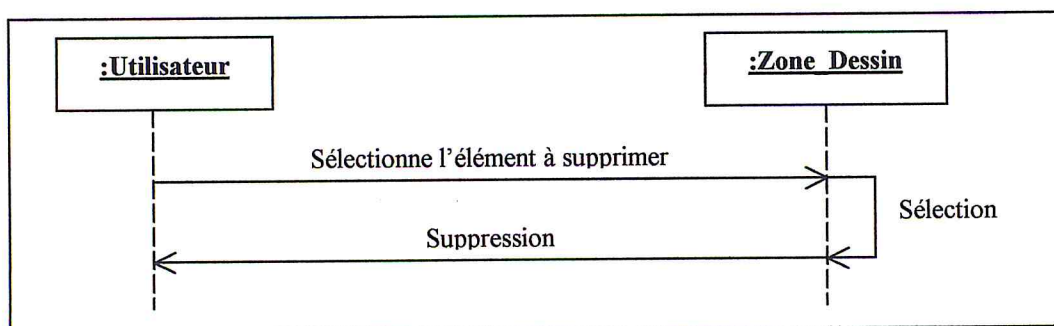 :Utilisateur
:Zone_Dessin
Sélectionne l'élément à supprimer
Sélection
Suppression